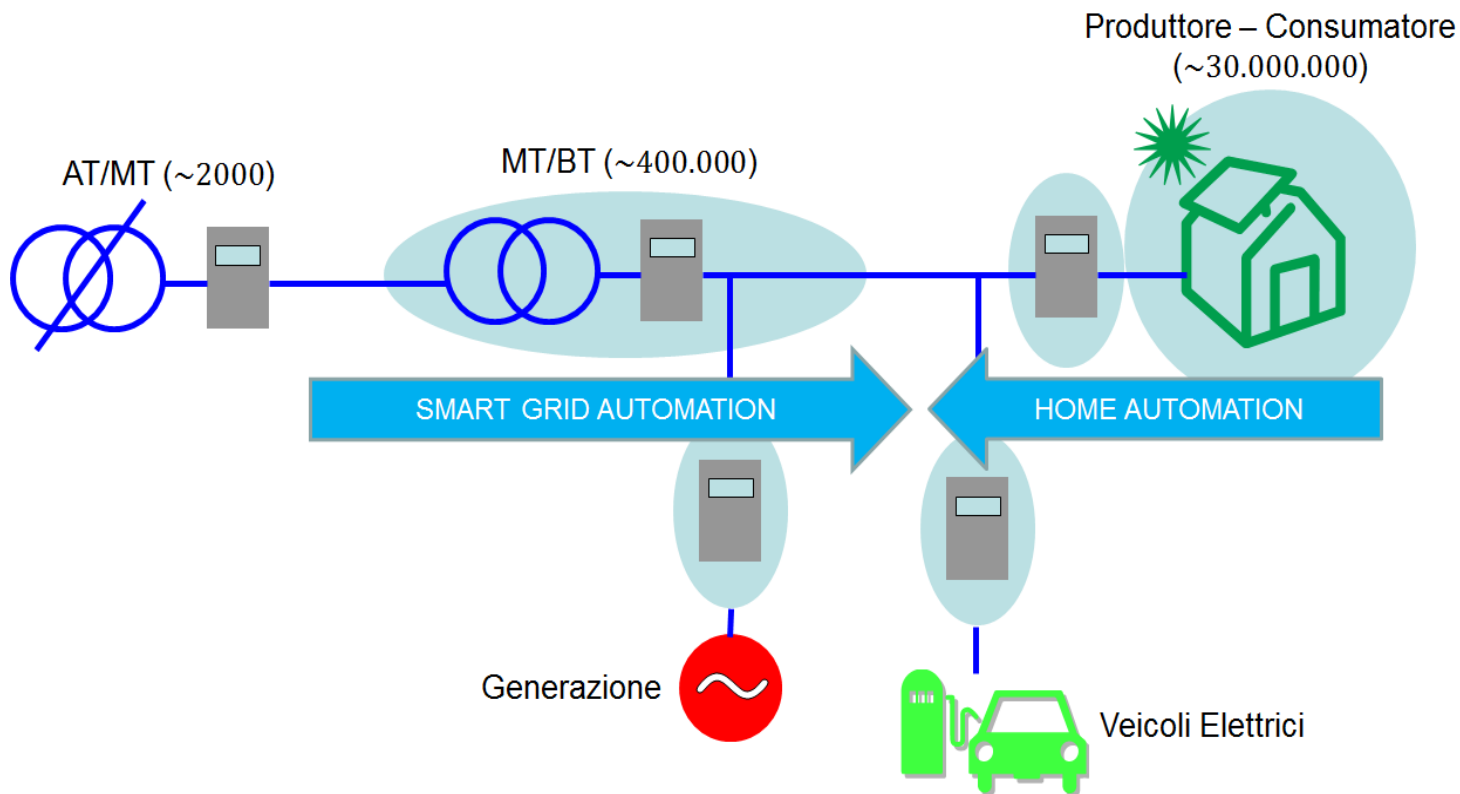 Produttore – Consumatore
(~30.000.000)
AT/MT (~2000)
MT/BT (~400.000)
SMART GRID AUTOMATION
HOME AUTOMATION
Generazione
Veicoli Elettrici